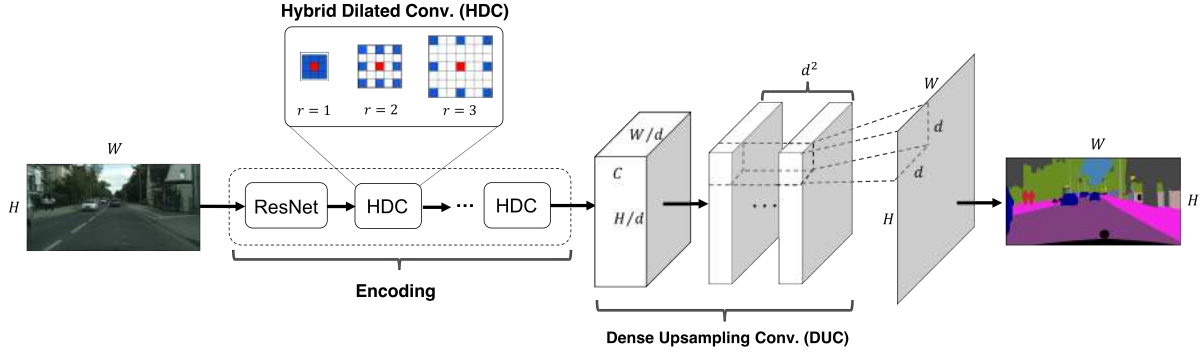 Hybrid Dilated Conv. (HDC)
r = 1
r = 2
r = 3
W
H
ResNet
HDC
...
HDC
Encoding
W/d
C
H/d
d²
...
Dense Upsampling Conv. (DUC)
W
d
d
H
W
H